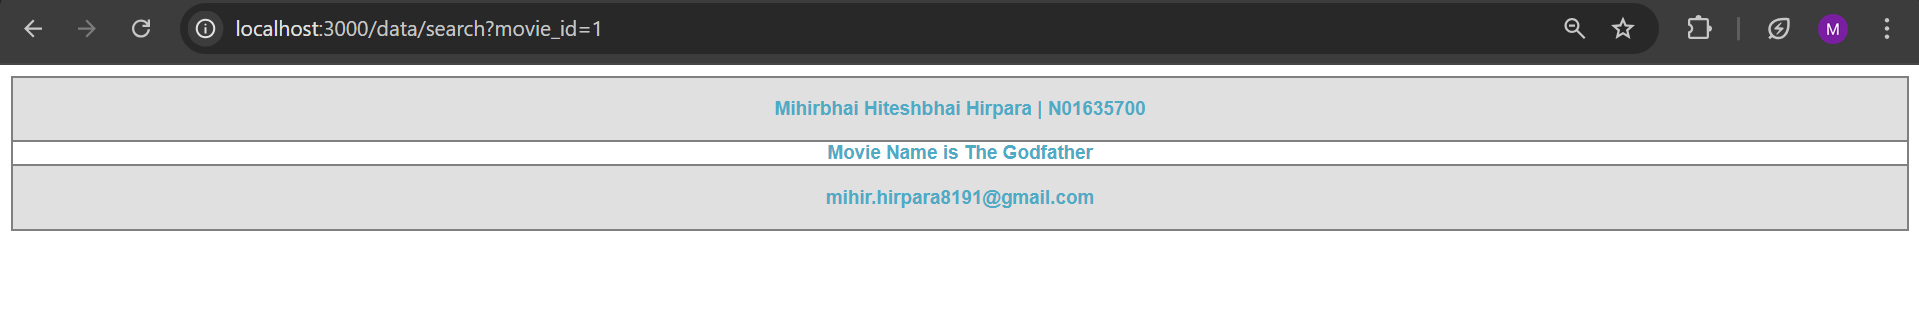 localhost:3000/data/search?movie_id=1
M
Mihirbhai Hiteshbhai Hirpara | N01635700
Movie Name is The Godfather
mihir.hirpara8191@gmail.com